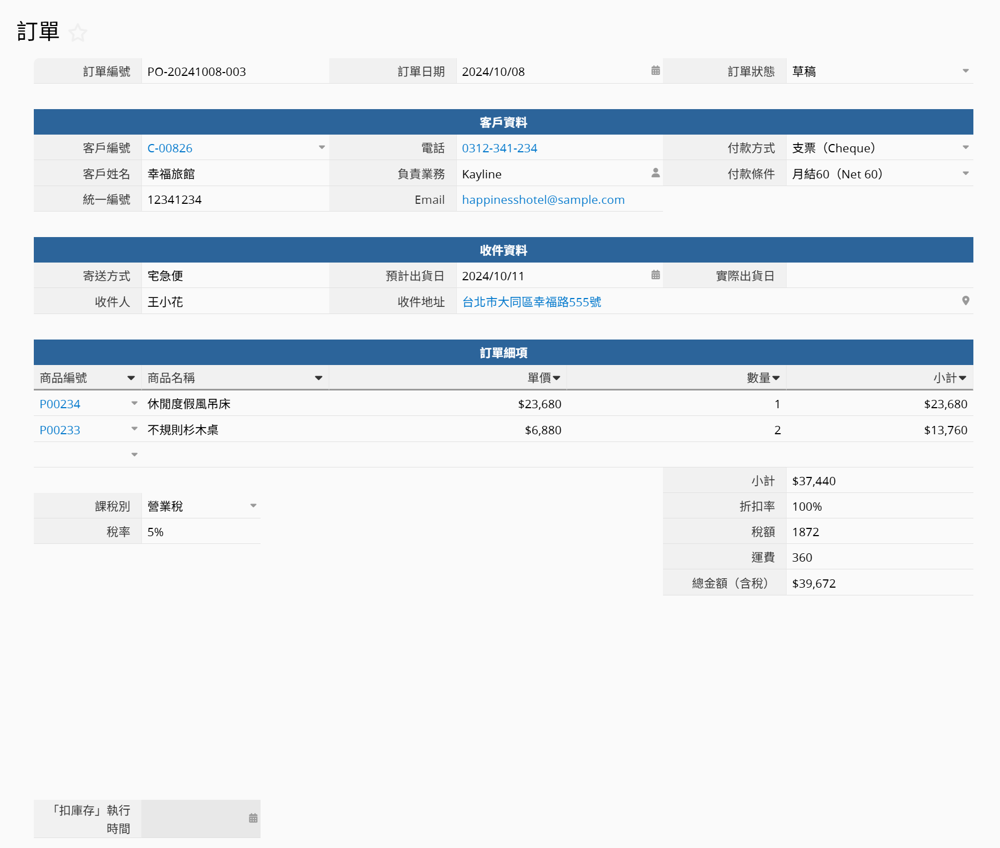 訂單
訂單編號 PO-20241008-003 訂單日期 2024/10/08 訂單狀態 草稿
客戶資料
客戶編號 C-00826 電話 0312-341-234 付款方式 支票（Cheque）
客戶姓名 幸福旅館 負責業務 Kayline 付款條件 月結60（Net 60）
統一編號 12341234 Email happinesshotel@sample.com
收件資料
寄送方式 宅急便 預計出貨日 2024/10/11 實際出貨日
收件人 王小花 收件地址 台北市大同區幸福路555號
訂單細項
商品編號 商品名稱 單價 數量 小計
P00234 休閒度假風吊床 $23,680 1 $23,680
P00233 不規則杉木桌 $6,880 2 $13,760
小計 $37,440
課稅別 營業稅 折扣率 100%
稅率 5% 稅額 1872
運費 360
總金額（含稅） $39,672
「扣庫存」執行
時間